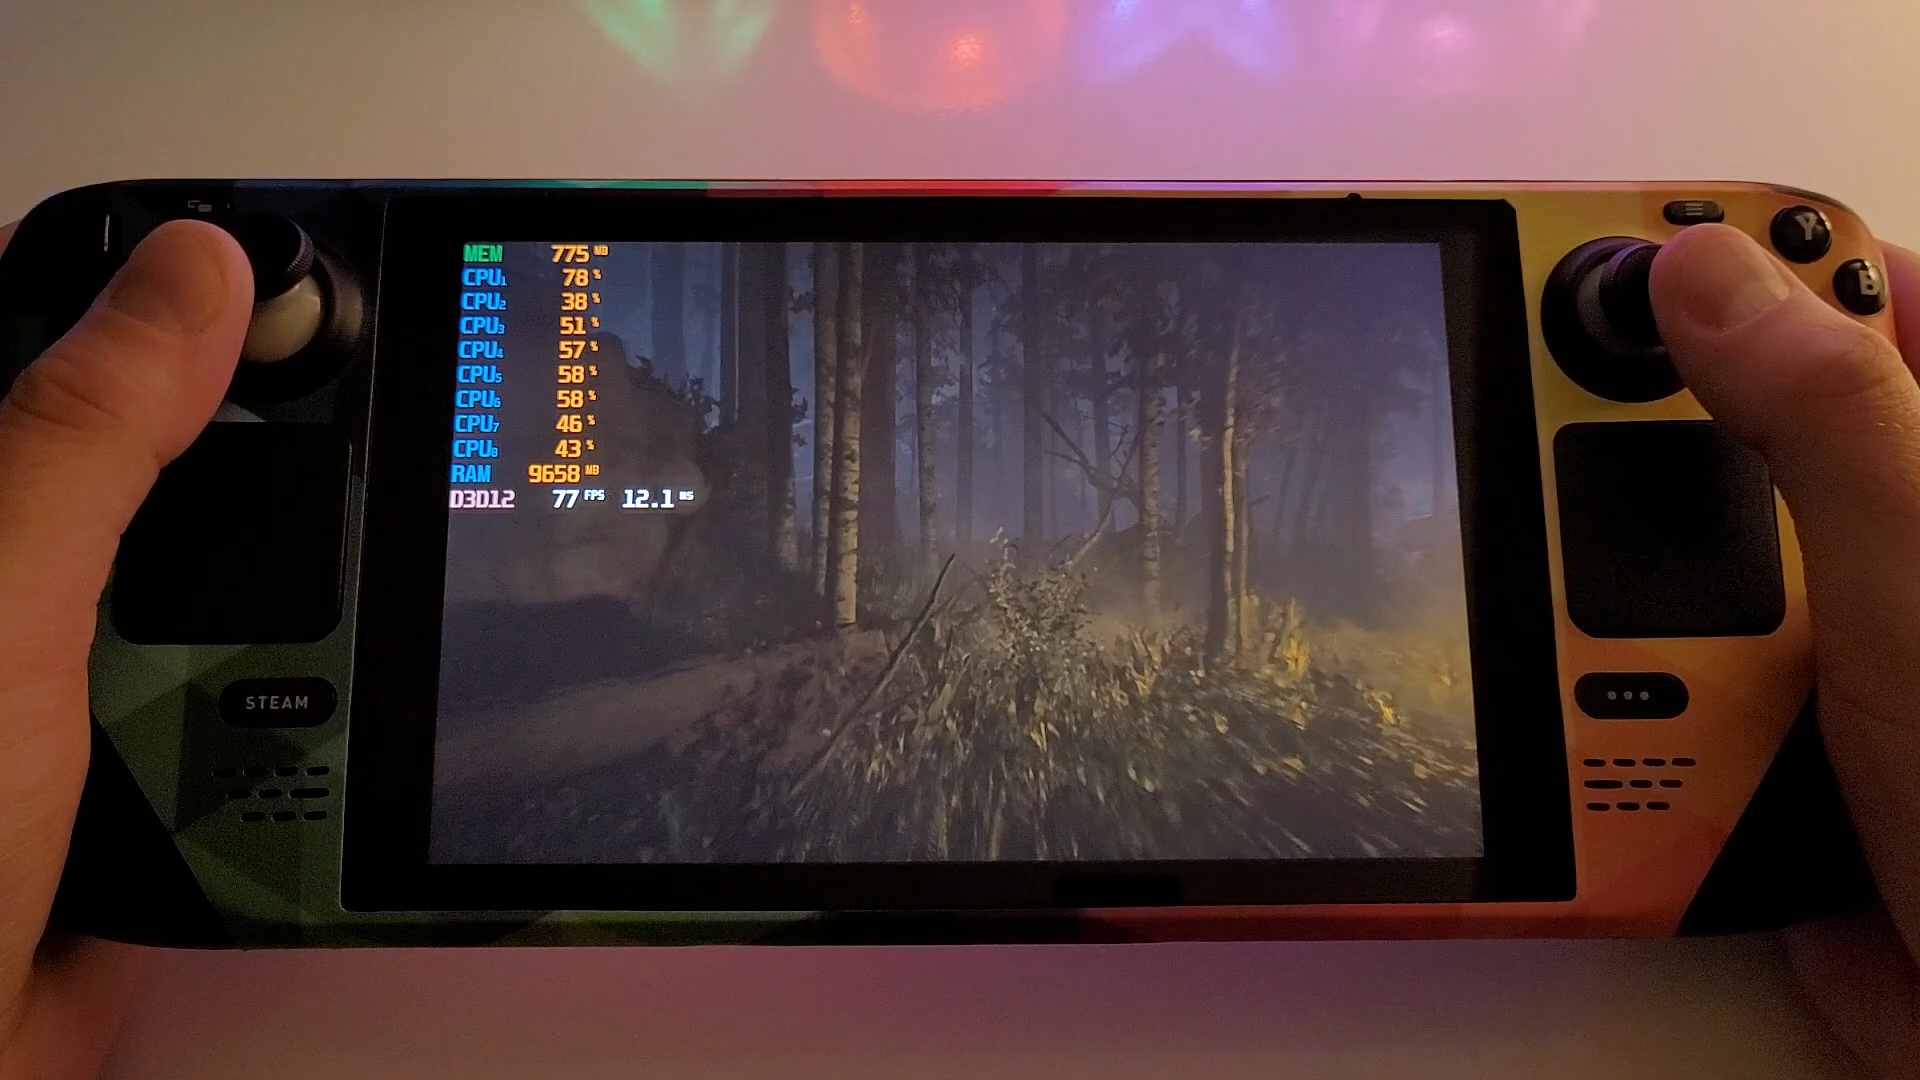 MEM 775 MB
CPU1 78 %
CPU2 38 %
CPU3 51 %
CPU4 57 %
CPU5 58 %
CPU6 58 %
CPU7 46 %
CPU8 43 %
RAM 9658 MB
D3D12 77 FPS 12.1 ms
Y
B
STEAM